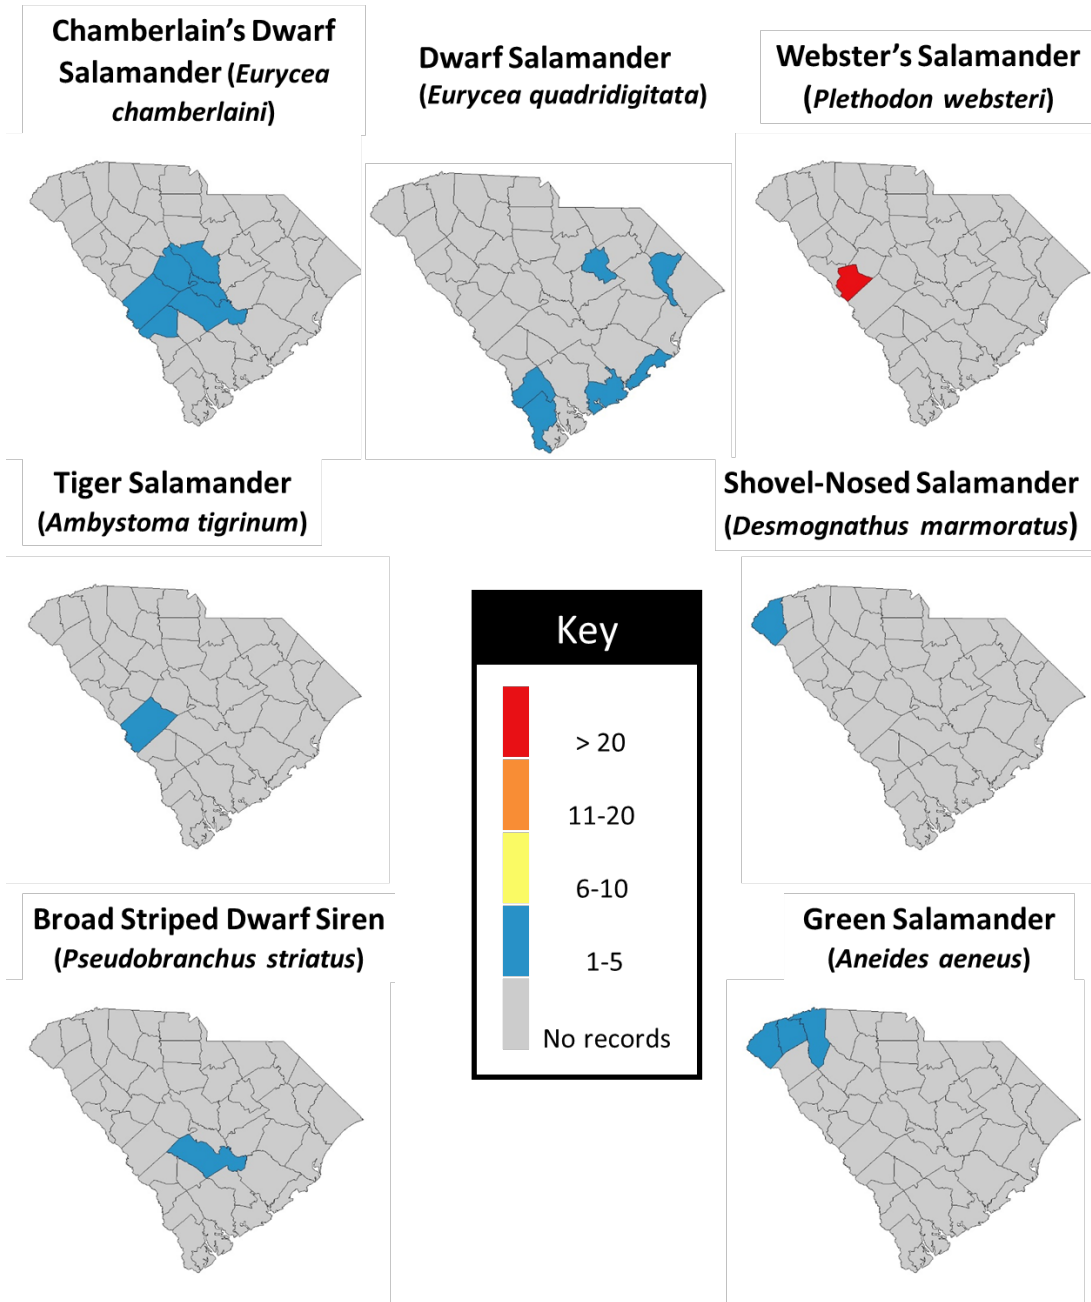 Chamberlain's Dwarf
Salamander (Eurycea
chamberlaini)
Dwarf Salamander
(Eurycea quadridigitata)
Webster's Salamander
(Plethodon websteri)
Tiger Salamander
(Ambystoma tigrinum)
Shovel-Nosed Salamander
(Desmognathus marmoratus)
Key
> 20
11-20
6-10
1-5
No records
Broad Striped Dwarf Siren
(Pseudobranchus striatus)
Green Salamander
(Aneides aeneus)